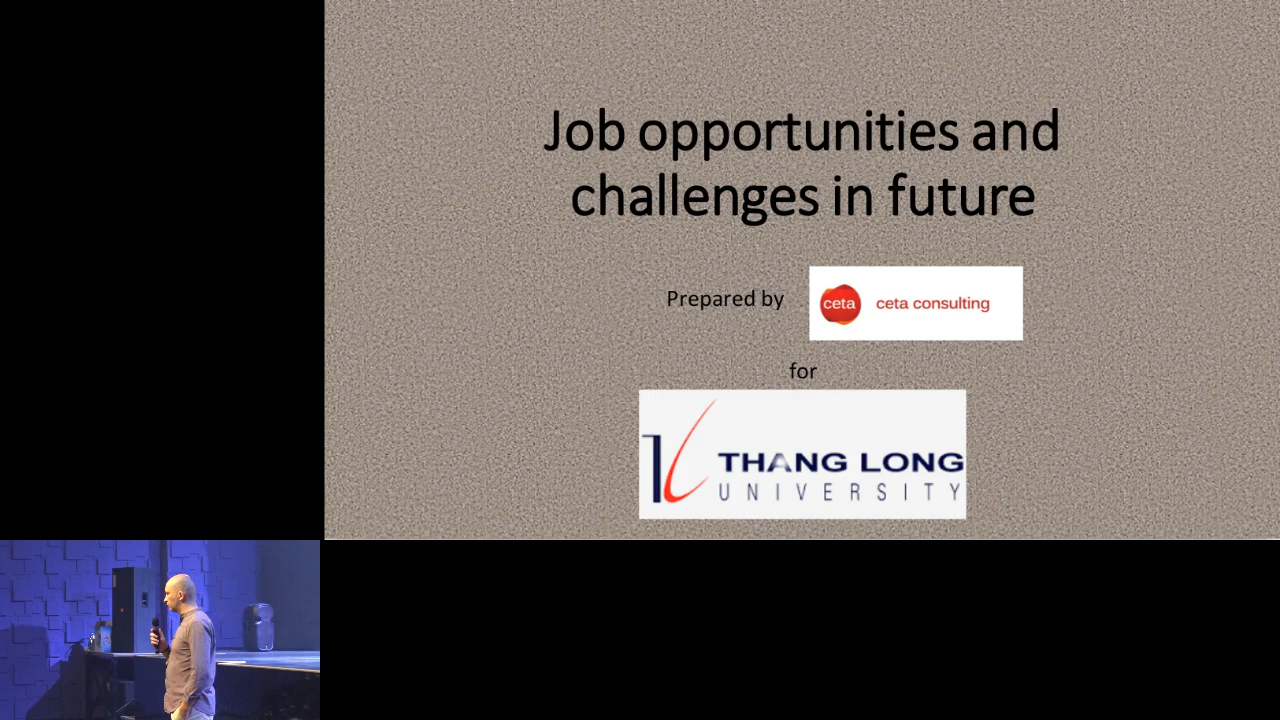 Job opportunities and
challenges in future
Prepared by
ceta ceta consulting
for
THANG LONG
UNIVERSITY